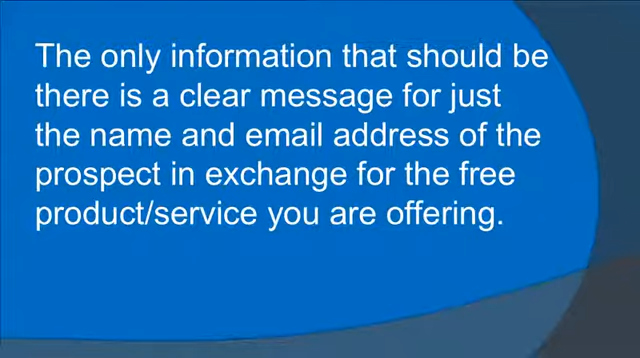 The only information that should be
there is a clear message for just
the name and email address of the
prospect in exchange for the free
product/service you are offering.